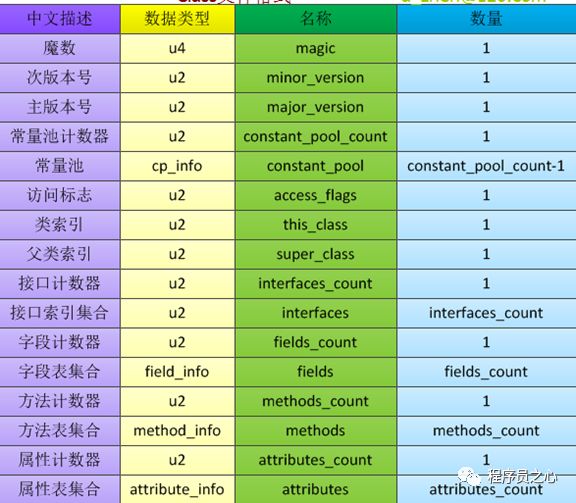 中文描述 数据类型 名称 数量
魔数 u4 magic 1
次版本号 u2 minor_version 1
主版本号 u2 major_version 1
常量池计数器 u2 constant_pool_count 1
常量池 cp_info constant_pool constant_pool_count-1
访问标志 u2 access_flags 1
类索引 u2 this_class 1
父类索引 u2 super_class 1
接口计数器 u2 interfaces_count 1
接口索引集合 u2 interfaces interfaces_count
字段计数器 u2 fields_count 1
字段表集合 field_info fields fields_count
方法计数器 u2 methods_count 1
方法表集合 method_info methods methods_count
属性计数器 u2 attributes_count 1
属性表集合 attribute_info attributes attributes_count
程序员之心